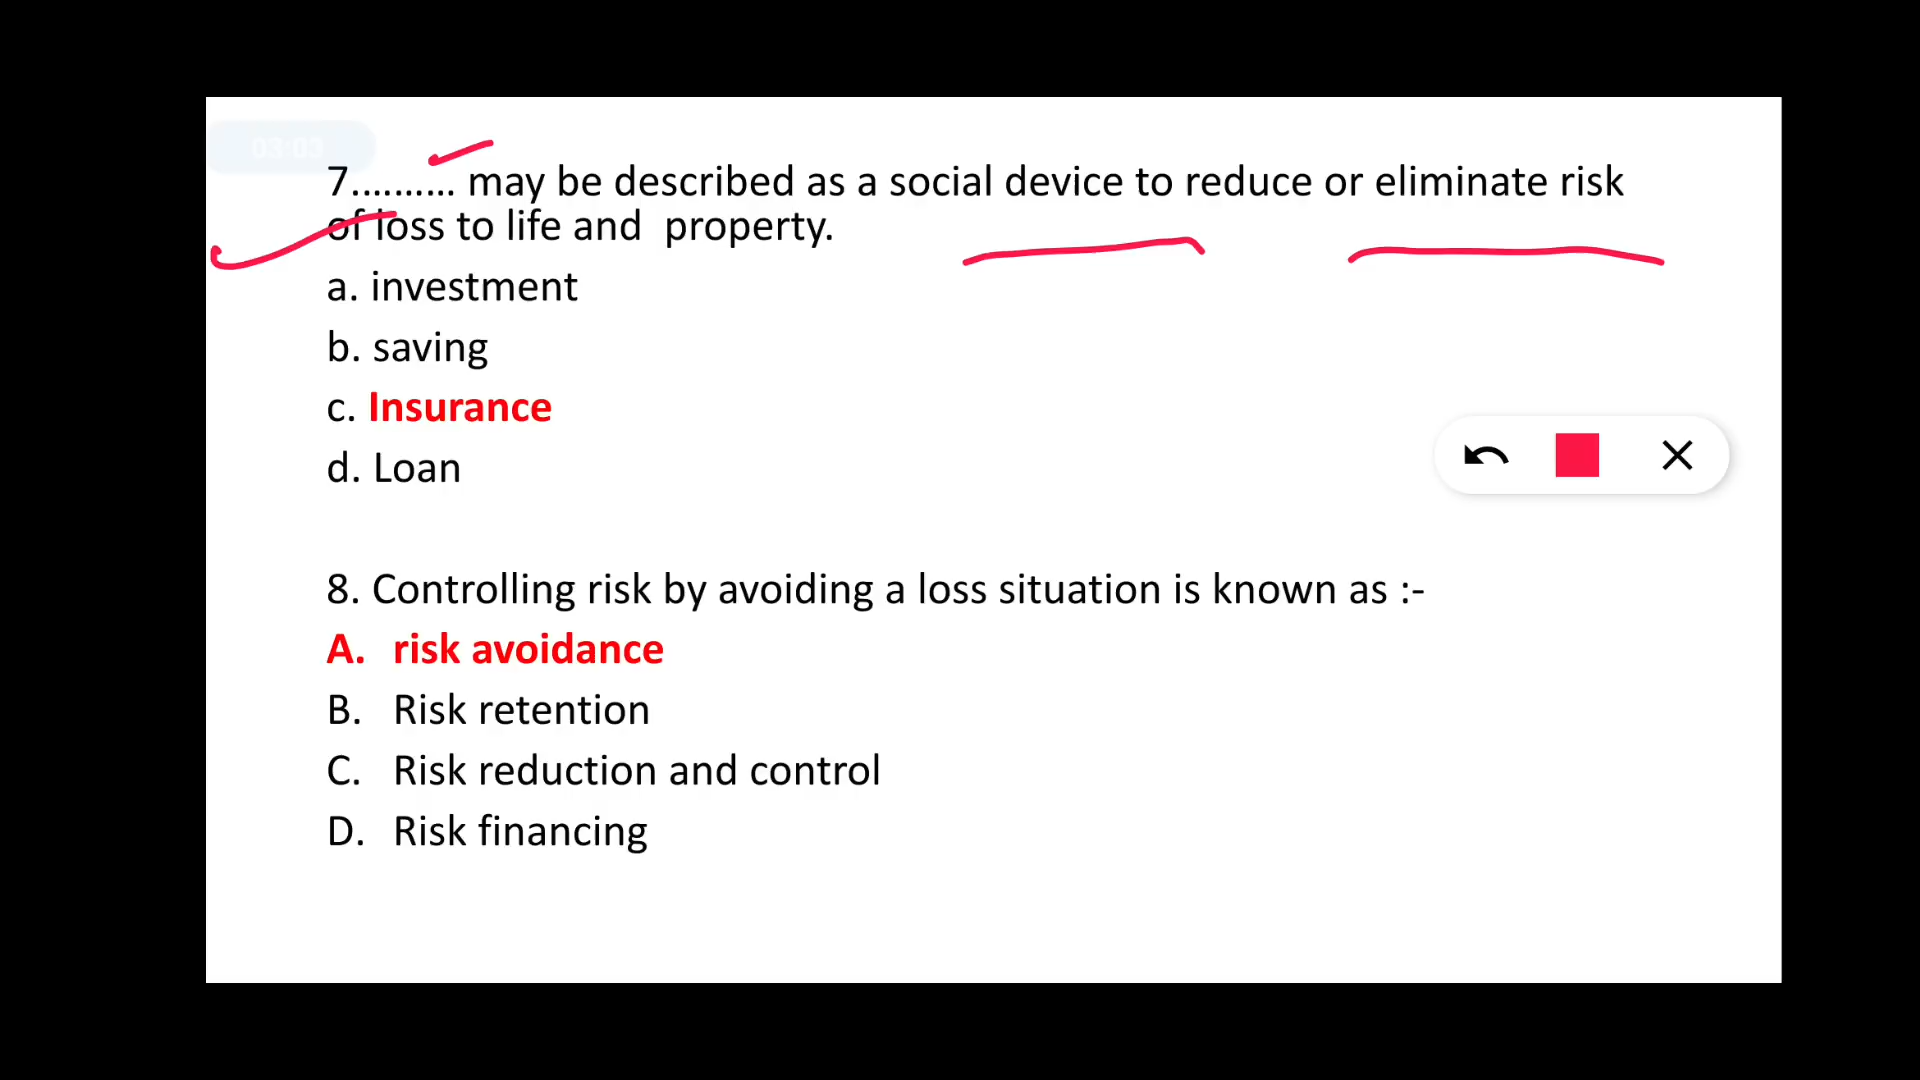 03:03
7.......... may be described as a social device to reduce or eliminate risk
of loss to life and property.
a. investment
b. saving
c. Insurance
d. Loan
8. Controlling risk by avoiding a loss situation is known as :-
A. risk avoidance
B. Risk retention
C. Risk reduction and control
D. Risk financing